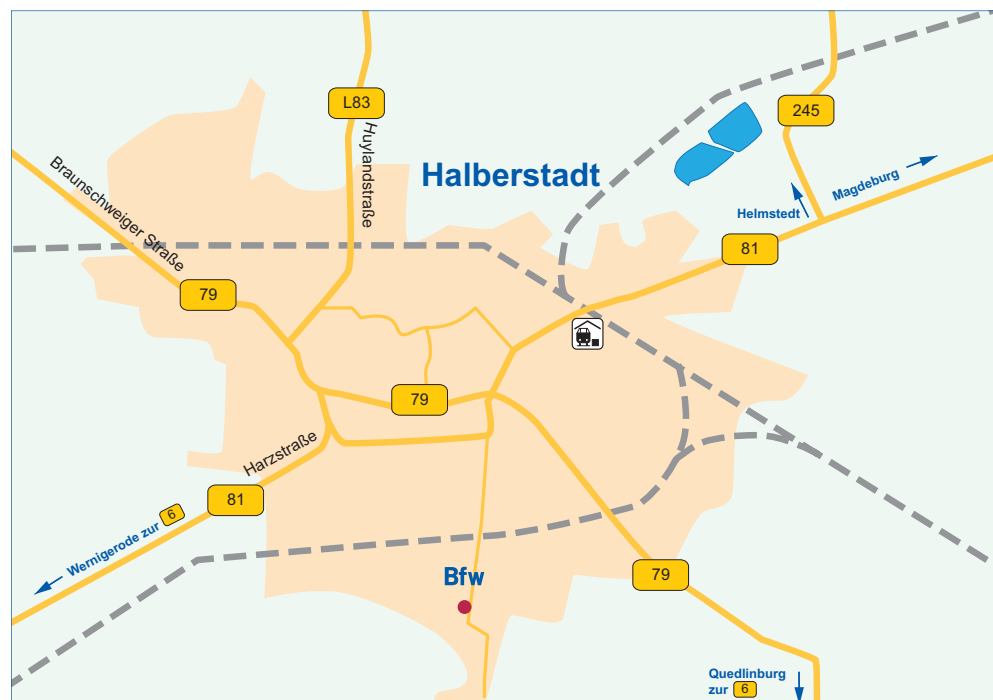 L83
245
Huylandstraße
Halberstadt
Braunschweiger Straße
Magdeburg
Helmstedt
81
79
79
Harzstraße
81
Wernigerode zur 6
Bfw
79
Quedlinburg
zur 6